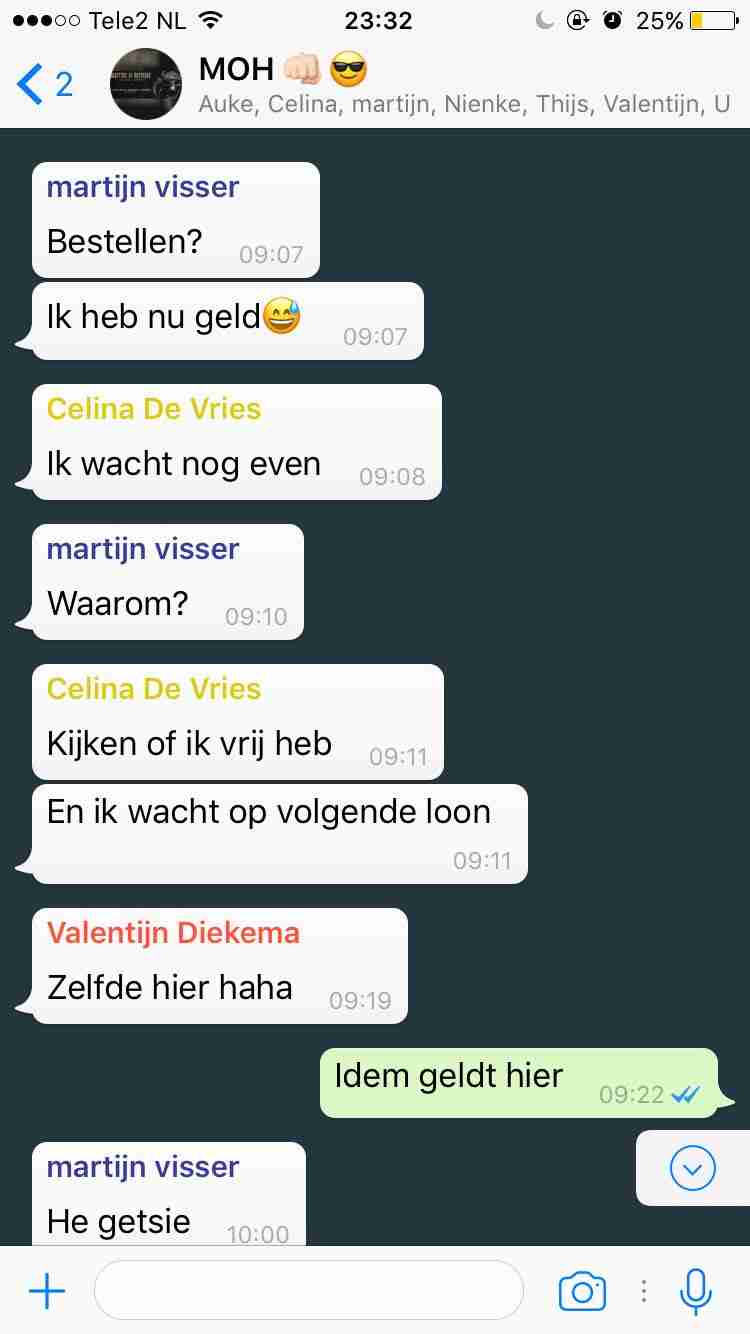 Tele2 NL 23:32 25%
2 MOH 👊🏻😎
Auke, Celina, martijn, Nienke, Thijs, Valentijn, U
martijn visser
Bestellen? 09:07
Ik heb nu geld😅 09:07
Celina De Vries
Ik wacht nog even 09:08
martijn visser
Waarom? 09:10
Celina De Vries
Kijken of ik vrij heb 09:11
En ik wacht op volgende loon
09:11
Valentijn Diekema
Zelfde hier haha 09:19
Idem geldt hier 09:22
martijn visser
He getsie 10:00